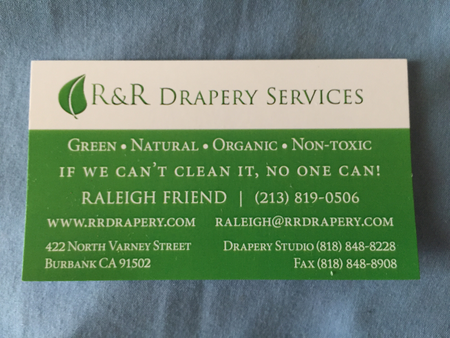 R&R DRAPERY SERVICES
GREEN • NATURAL • ORGANIC • NON-TOXIC
IF WE CAN'T CLEAN IT, NO ONE CAN!
RALEIGH FRIEND | (213) 819-0506
WWW.RRDRAPERY.COM RALEIGH@RRDRAPERY.COM
422 NORTH VARNEY STREET DRAPERY STUDIO (818) 848-8228
BURBANK CA 91502 FAX (818) 848-8908